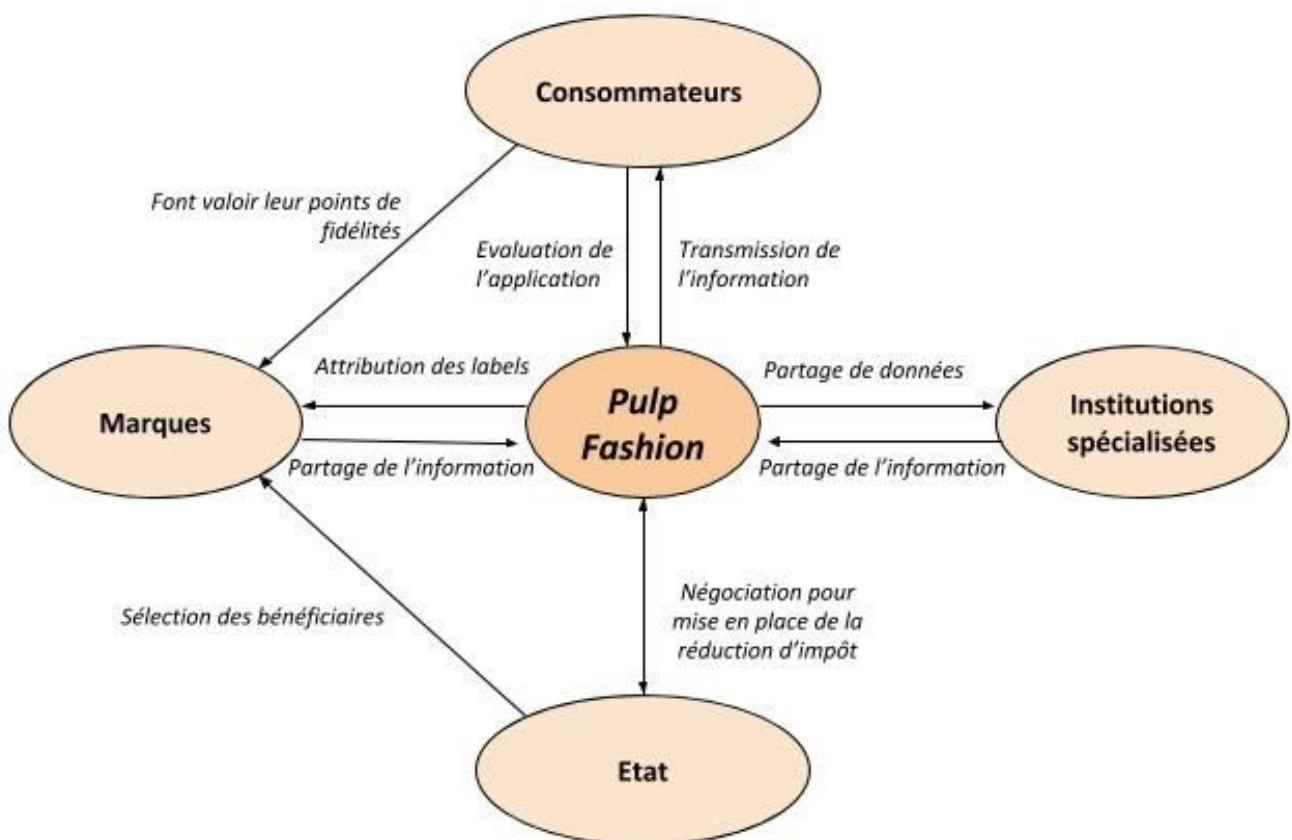 Consommateurs
Font valoir leur points de
fidélités
Evaluation de
l'application
Transmission de
l'information
Attribution des labels
Partage de données
Marques
Pulp
Fashion
Institutions
spécialisées
Partage de l'information
Partage de l'information
Sélection des bénéficiaires
Négociation pour
mise en place de la
réduction d'impôt
Etat